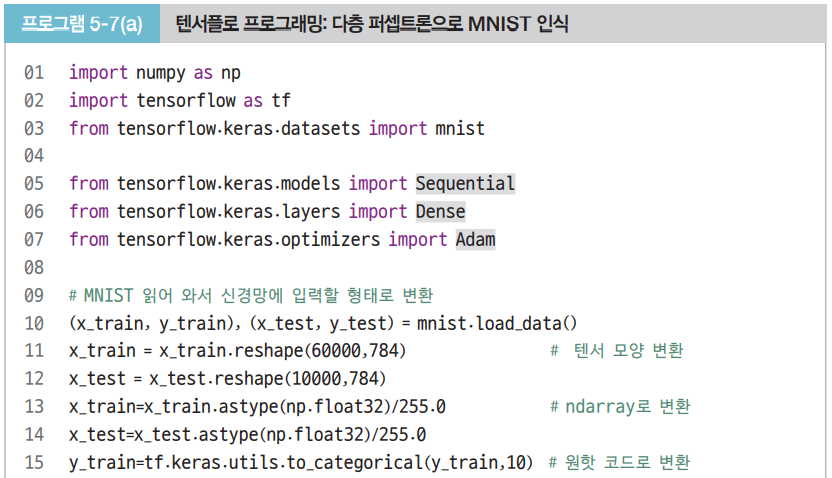 프로그램 5-7(a) 텐서플로 프로그래밍: 다층 퍼셉트론으로 MNIST 인식
01 import numpy as np
02 import tensorflow as tf
03 from tensorflow.keras.datasets import mnist
04
05 from tensorflow.keras.models import Sequential
06 from tensorflow.keras.layers import Dense
07 from tensorflow.keras.optimizers import Adam
08
09 # MNIST 읽어 와서 신경망에 입력할 형태로 변환
10 (x_train, y_train), (x_test, y_test) = mnist.load_data()
11 x_train = x_train.reshape(60000,784) # 텐서 모양 변환
12 x_test = x_test.reshape(10000,784)
13 x_train=x_train.astype(np.float32)/255.0 # ndarray로 변환
14 x_test=x_test.astype(np.float32)/255.0
15 y_train=tf.keras.utils.to_categorical(y_train,10) # 원핫 코드로 변환